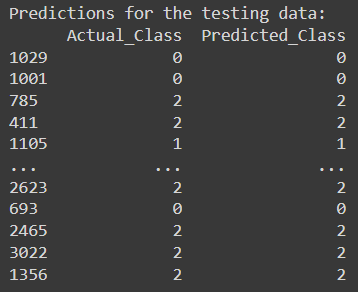 Predictions for the testing data:
Actual_Class Predicted_Class
1029 0 0
1001 0 0
785 2 2
411 2 2
1105 1 1
... ... ...
2623 2 2
693 0 0
2465 2 2
3022 2 2
1356 2 2